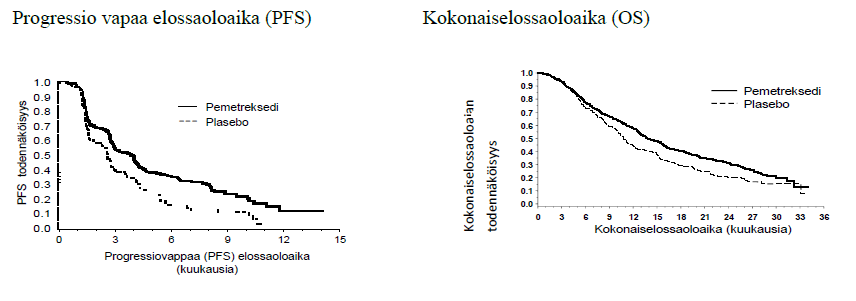 Progressio vapaa elossaoloaika (PFS)
1.0
0.9
0.8
0.7
0.6
0.5
0.4
0.3
0.2
0.1
0.0
PFS todennäköisyys
Pemetreksedi
Plasebo
0 3 6 9 12 15
Progressiovappaa (PFS) elossaoloaika
(kuukausia)
Kokonaiselossaoloaika (OS)
1.0
0.9
0.8
0.7
0.6
0.5
0.4
0.3
0.2
0.1
0.0
Kokonaiselossaoloaian
todennäköisyys
Pemetreksedi
Plasebo
0 3 6 9 12 15 18 21 24 27 30 33 36
Kokonaiselossaoloaika (kuukausia)